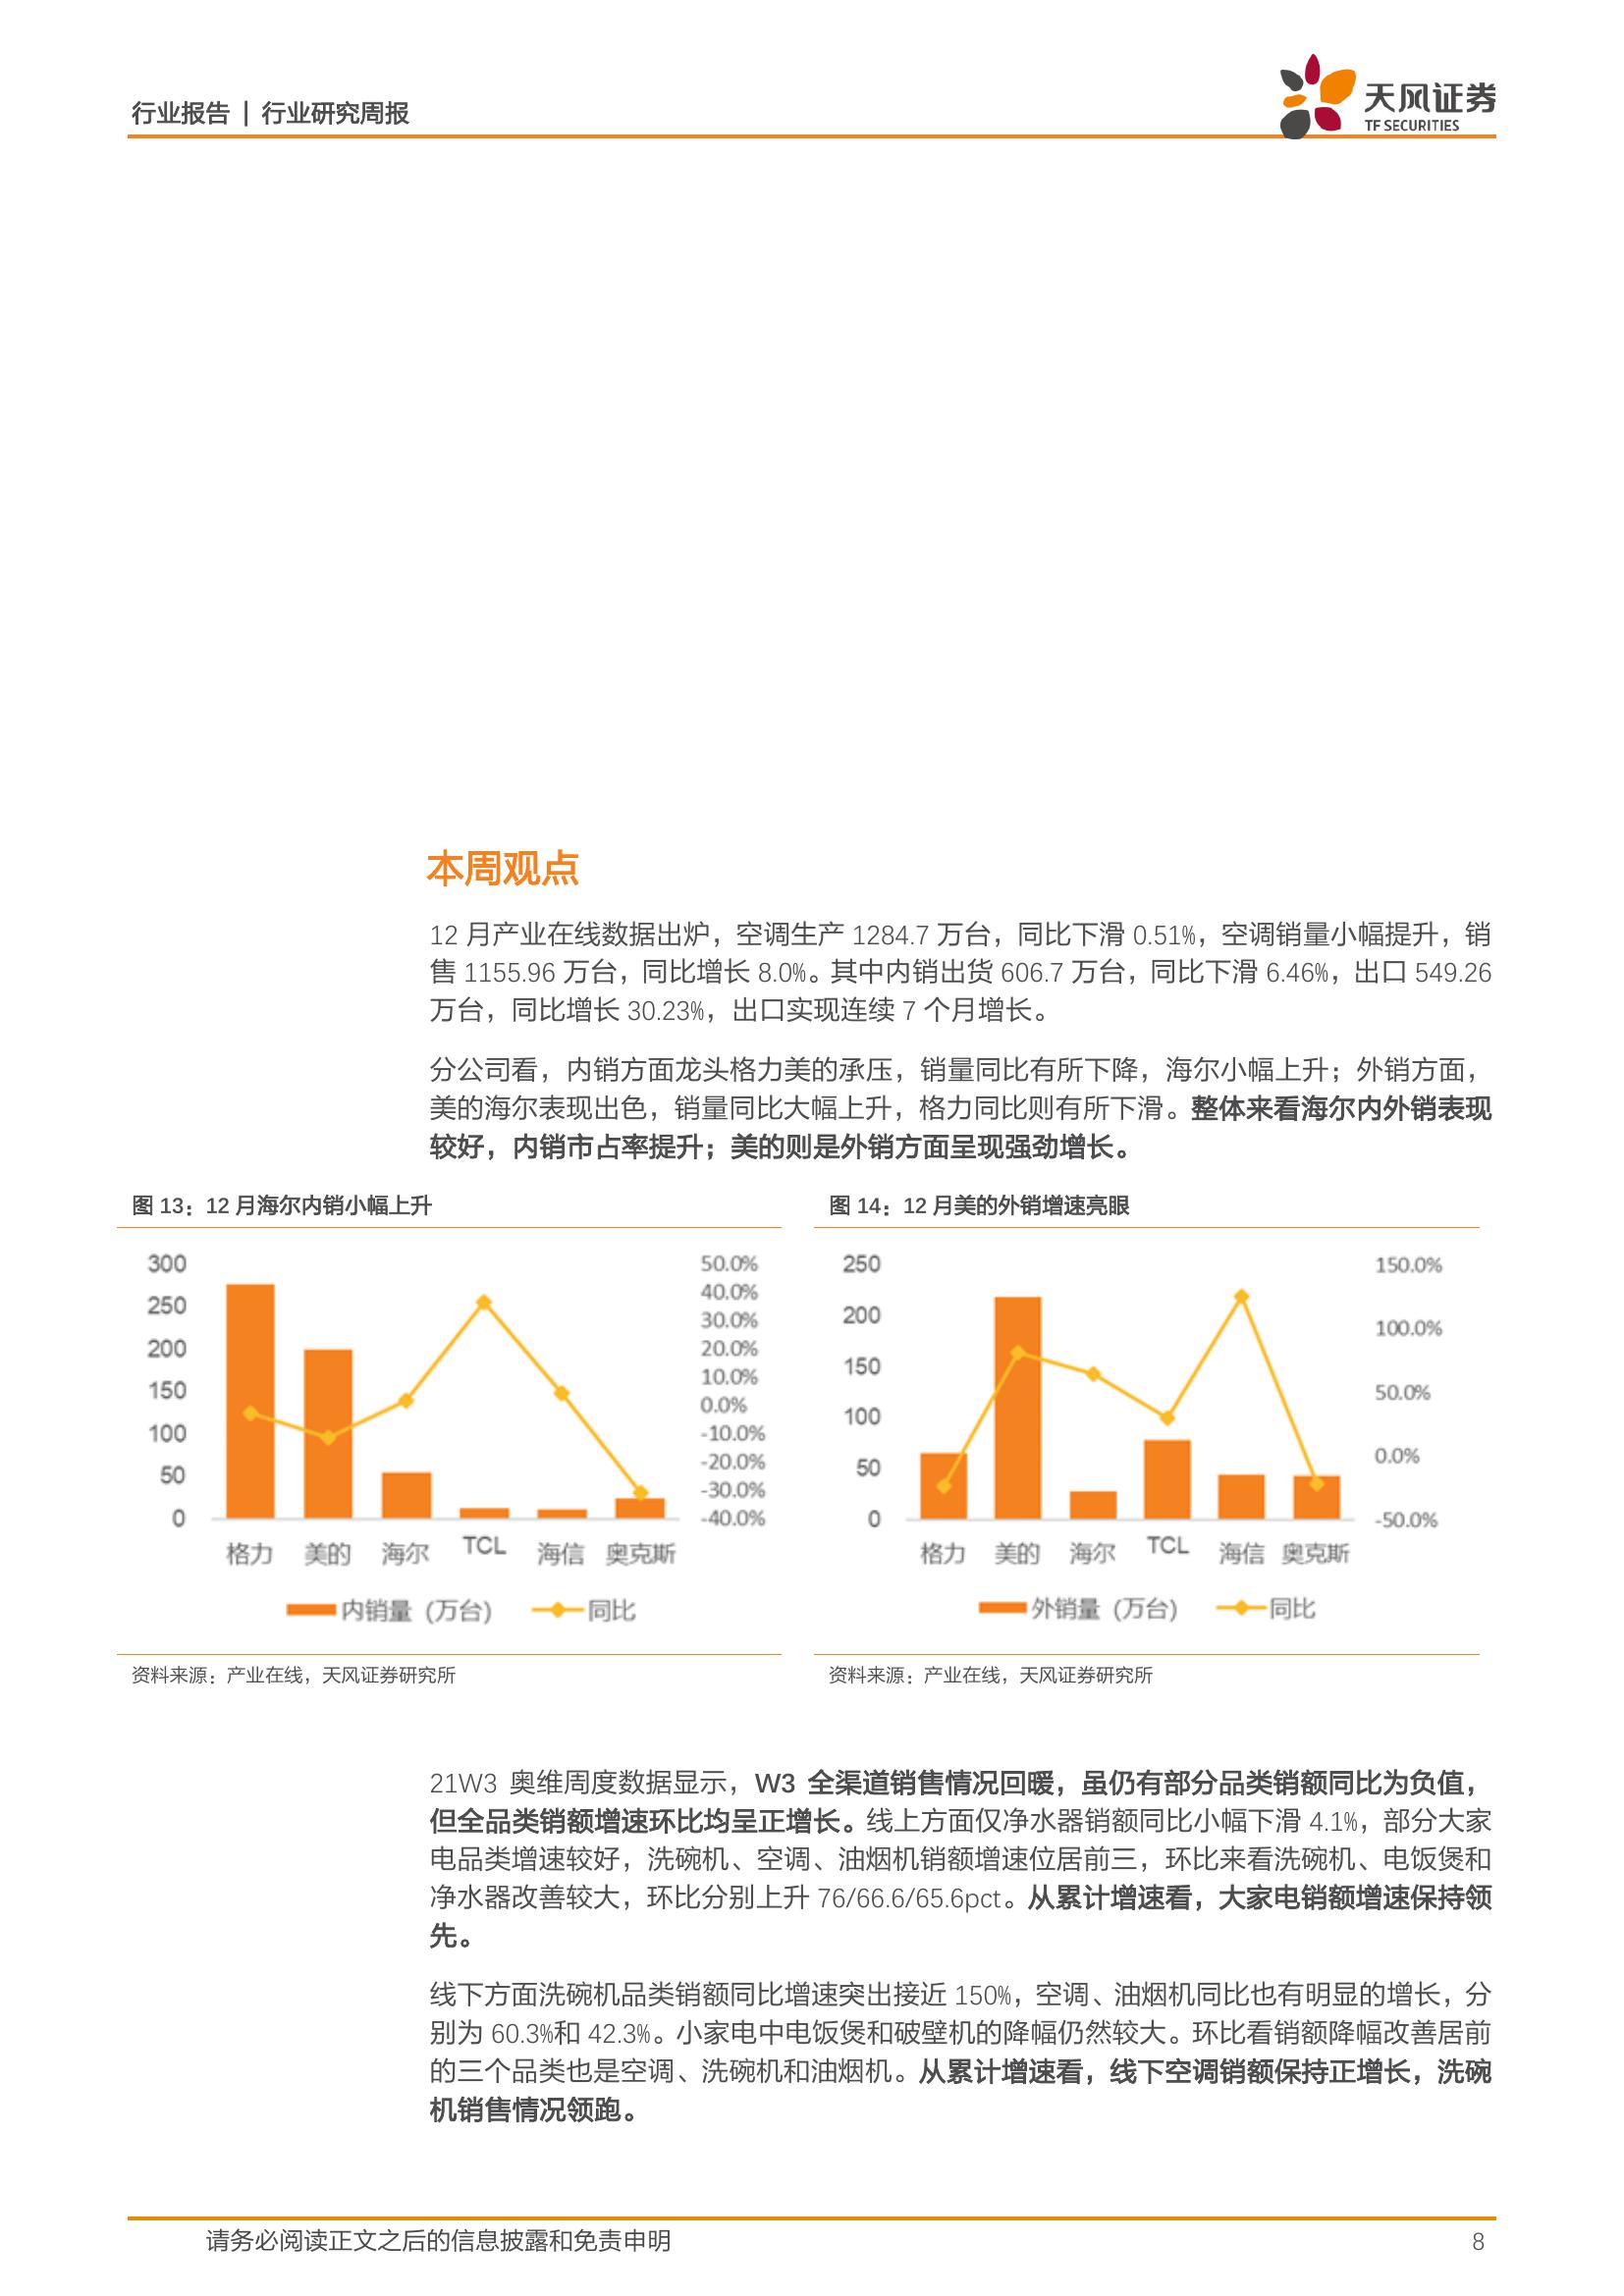 行业报告 | 行业研究周报
天风证券
TF SECURITIES
本周观点
12 月产业在线数据出炉，空调生产 1284.7 万台，同比下滑 0.51%，空调销量小幅提升，销
售 1155.96 万台，同比增长 8.0%。其中内销出货 606.7 万台，同比下滑 6.46%，出口 549.26
万台，同比增长 30.23%，出口实现连续 7 个月增长。
分公司看，内销方面龙头格力美的承压，销量同比有所下降，海尔小幅上升；外销方面，
美的海尔表现出色，销量同比大幅上升，格力同比则有所下滑。整体来看海尔内外销表现
较好，内销市占率提升；美的则是外销方面呈现强劲增长。
图 13：12 月海尔内销小幅上升
300
250
200
150
100
50
0
50.0%
40.0%
30.0%
20.0%
10.0%
0.0%
-10.0%
-20.0%
-30.0%
-40.0%
格力 美的 海尔 TCL 海信 奥克斯
内销量（万台） 同比
资料来源：产业在线，天风证券研究所
图 14：12 月美的外销增速亮眼
250
200
150
100
50
0
150.0%
100.0%
50.0%
0.0%
-50.0%
格力 美的 海尔 TCL 海信 奥克斯
外销量（万台） 同比
资料来源：产业在线，天风证券研究所
21W3 奥维周度数据显示，W3 全渠道销售情况回暖，虽仍有部分品类销额同比为负值，
但全品类销额增速环比均呈正增长。线上方面仅净水器销额同比小幅下滑 4.1%，部分大家
电品类增速较好，洗碗机、空调、油烟机销额增速位居前三，环比来看洗碗机、电饭煲和
净水器改善较大，环比分别上升 76/66.6/65.6pct。从累计增速看，大家电销额增速保持领
先。
线下方面洗碗机品类销额同比增速突出接近 150%，空调、油烟机同比也有明显的增长，分
别为 60.3%和 42.3%。小家电中电饭煲和破壁机的降幅仍然较大。环比看销额降幅改善居前
的三个品类也是空调、洗碗机和油烟机。从累计增速看，线下空调销额保持正增长，洗碗
机销售情况领跑。
请务必阅读正文之后的信息披露和免责申明
8